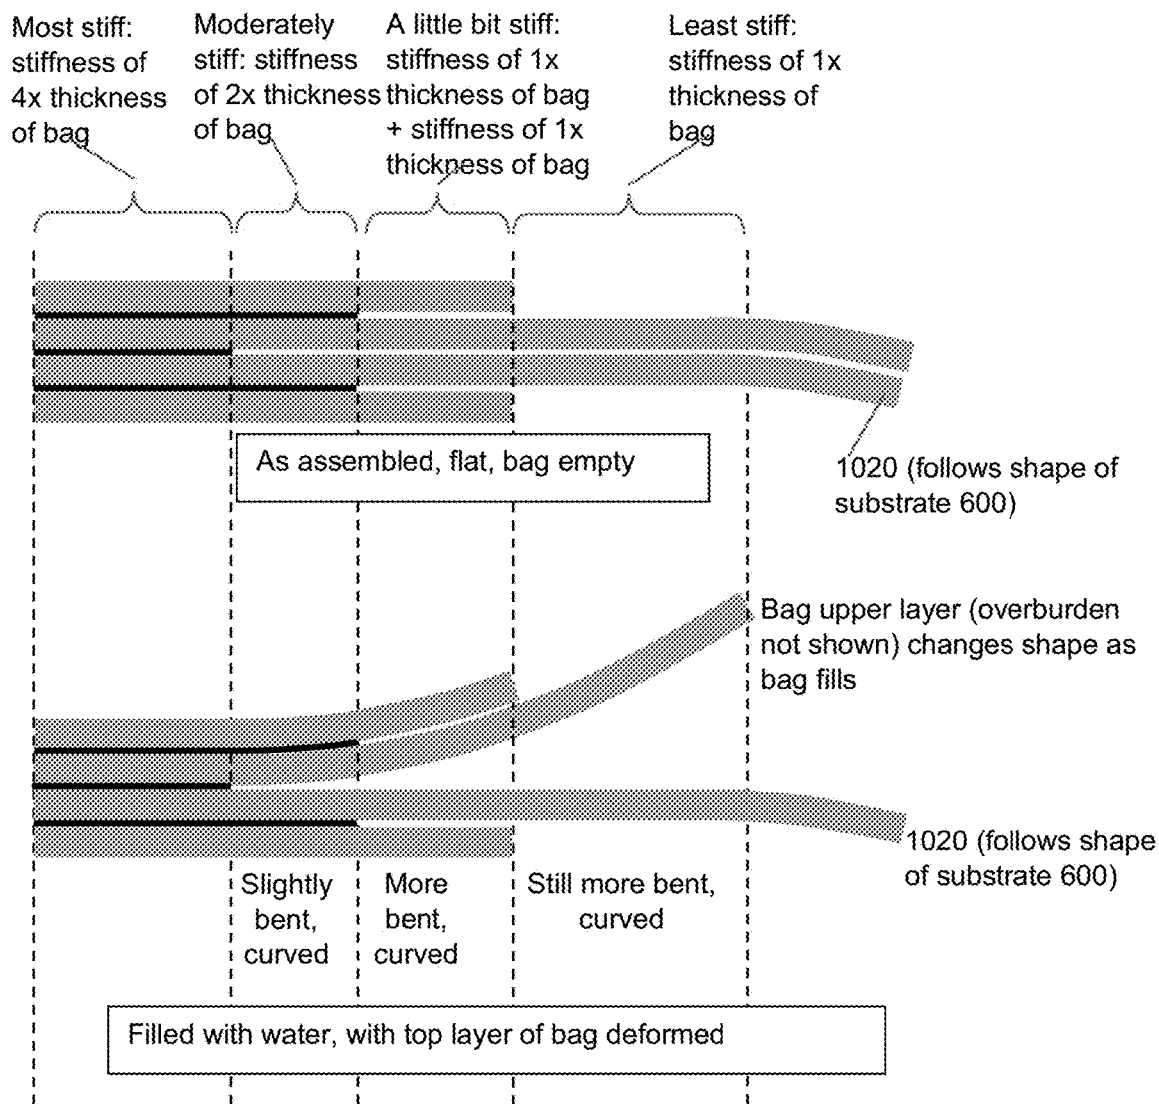 Most stiff:
stiffness of
4x thickness
of bag
Moderately
stiff: stiffness
of 2x thickness
of bag
A little bit stiff:
stiffness of 1x
thickness of bag
+ stiffness of 1x
thickness of bag
Least stiff:
stiffness of 1x
thickness of
bag
As assembled, flat, bag empty
1020 (follows shape of
substrate 600)
Bag upper layer (overburden
not shown) changes shape as
bag fills
1020 (follows shape
of substrate 600)
Slightly
bent,
curved
More
bent,
curved
Still more bent,
curved
Filled with water, with top layer of bag deformed